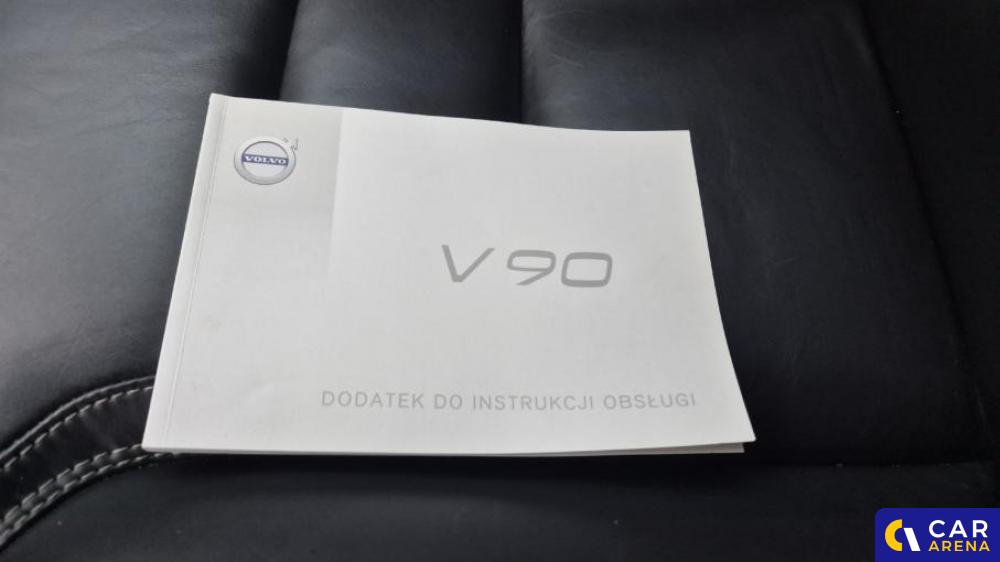 VOLVO
V90
DODATEK DO INSTRUKCJI OBSŁUGI
CAR
ARENA